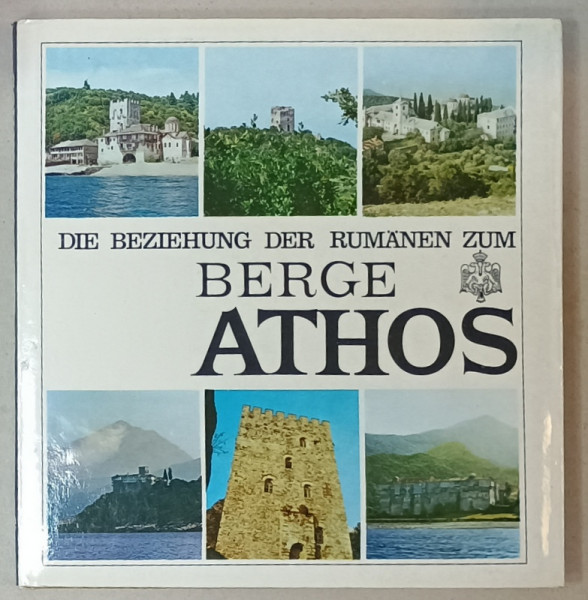 DIE BEZIEHUNG DER RUMÄNEN ZUM
BERGE
ATHOS